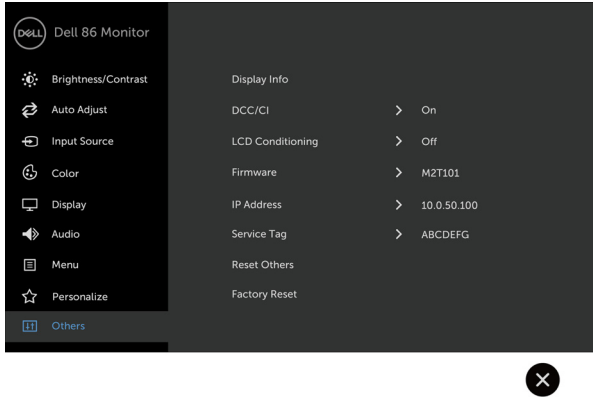 DELL Dell 86 Monitor
Brightness/Contrast
Auto Adjust
Input Source
Color
Display
Audio
Menu
Personalize
Others
Display Info
DCC/CI > On
LCD Conditioning > Off
Firmware > M2T101
IP Address > 10.0.50.100
Service Tag > ABCDEFG
Reset Others
Factory Reset